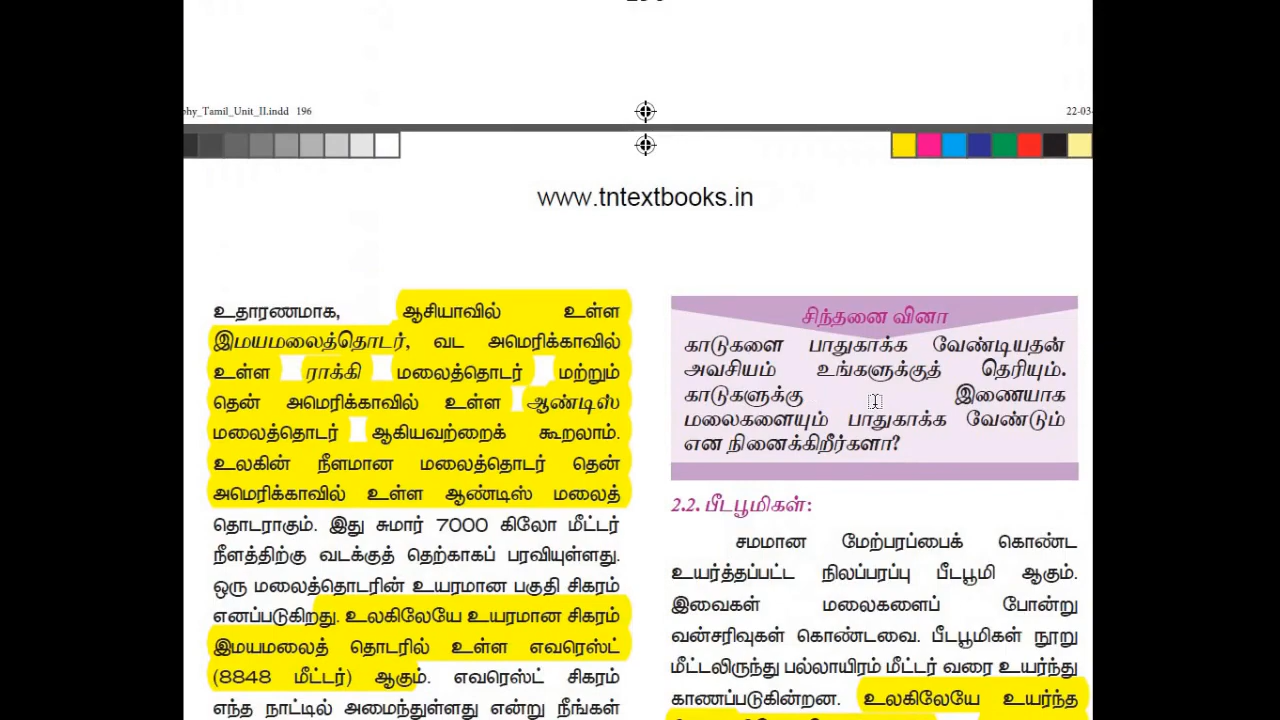 phy_Tamil_Unit_II.indd 196
22-03-
www.tntextbooks.in
உதாரணமாக, ஆசியாவில் உள்ள
இமயமலைத்தொடர், வட அமெரிக்காவில்
உள்ள ராக்கி மலைத்தொடர் மற்றும்
தென் அமெரிக்காவில் உள்ள ஆண்டிஸ்
மலைத்தொடர் ஆகியவற்றைக் கூறலாம்.
உலகின் நீளமான மலைத்தொடர் தென்
அமெரிக்காவில் உள்ள ஆண்டிஸ் மலைத்
தொடராகும். இது சுமார் 7000 கிலோ மீட்டர்
நீளத்திற்கு வடக்குத் தெற்காகப் பரவியுள்ளது.
ஒரு மலைத்தொடரின் உயரமான பகுதி சிகரம்
எனப்படுகிறது. உலகிலேயே உயரமான சிகரம்
இமயமலைத் தொடரில் உள்ள எவரெஸ்ட்
(8848 மீட்டர்) ஆகும். எவரெஸ்ட் சிகரம்
எந்த நாட்டில் அமைந்துள்ளது என்று நீங்கள்
சிந்தனை வினா
காடுகளை பாதுகாக்க வேண்டியதன்
அவசியம் உங்களுக்குத் தெரியும்.
காடுகளுக்கு இணையாக
மலைகளையும் பாதுகாக்க வேண்டும்
என நினைக்கிறீர்களா?
2.2. பீடபூமிகள்:
சமமான மேற்பரப்பைக் கொண்ட
உயர்த்தப்பட்ட நிலப்பரப்பு பீடபூமி ஆகும்.
இவைகள் மலைகளைப் போன்று
வன்சரிவுகள் கொண்டவை. பீடபூமிகள் நூறு
மீட்டலிருந்து பல்லாயிரம் மீட்டர் வரை உயர்ந்து
காணப்படுகின்றன. உலகிலேயே உயர்ந்த